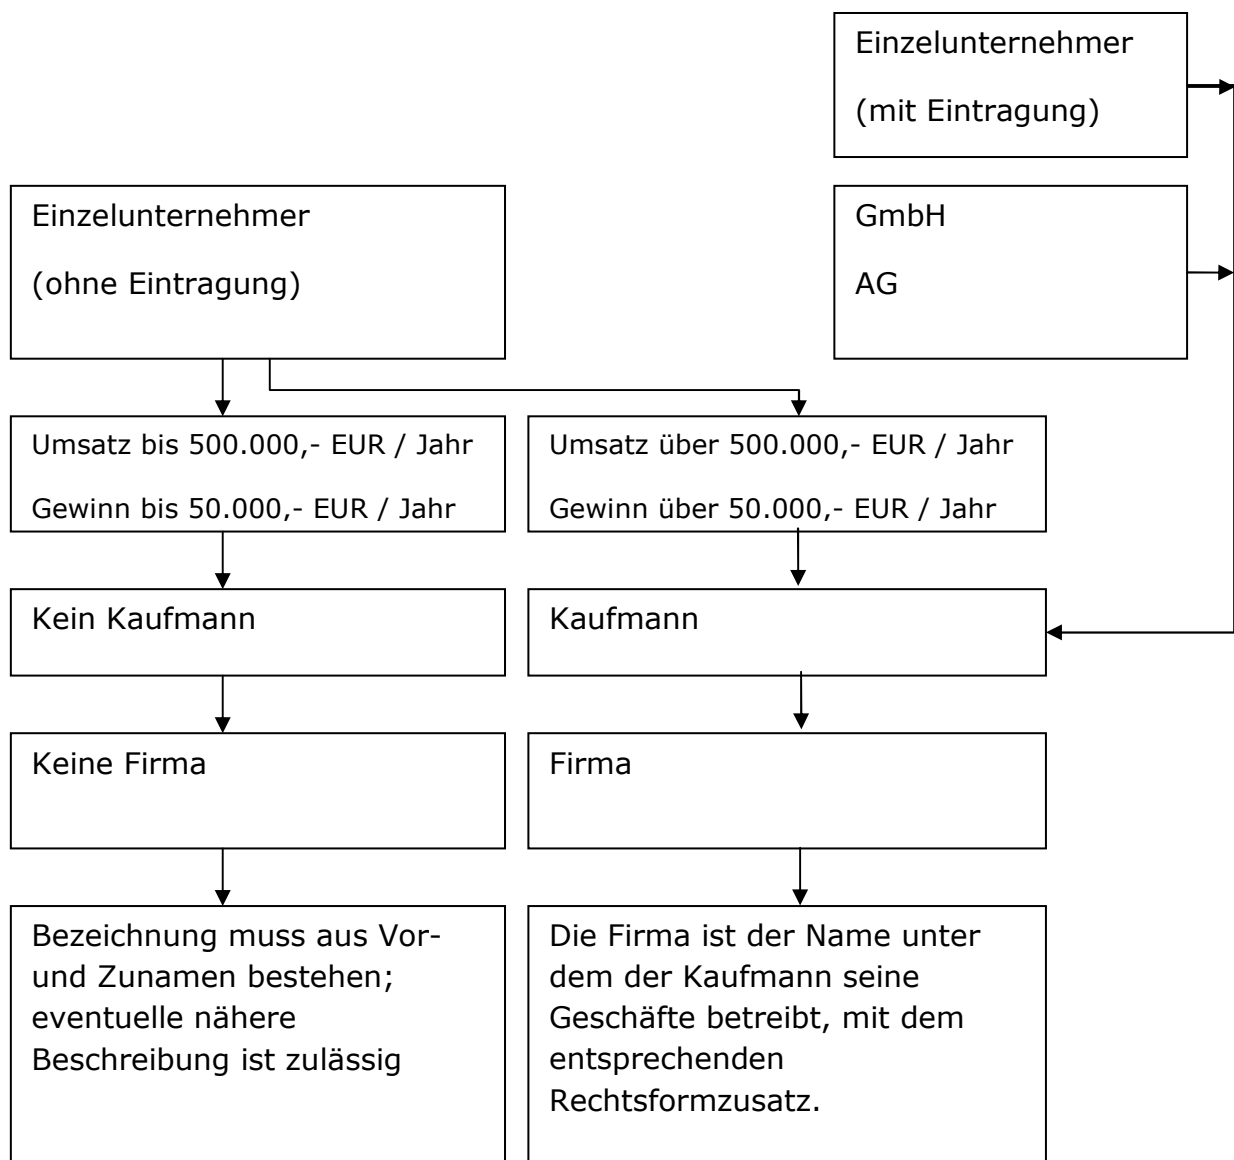 Einzelunternehmer
(mit Eintragung)
Einzelunternehmer
(ohne Eintragung)
GmbH
AG
Umsatz bis 500.000,- EUR / Jahr
Gewinn bis 50.000,- EUR / Jahr
Umsatz über 500.000,- EUR / Jahr
Gewinn über 50.000,- EUR / Jahr
Kein Kaufmann
Kaufmann
Keine Firma
Firma
Bezeichnung muss aus Vor-
und Zunamen bestehen;
eventuelle nähere
Beschreibung ist zulässig
Die Firma ist der Name unter
dem der Kaufmann seine
Geschäfte betreibt, mit dem
entsprechenden
Rechtsformzusatz.